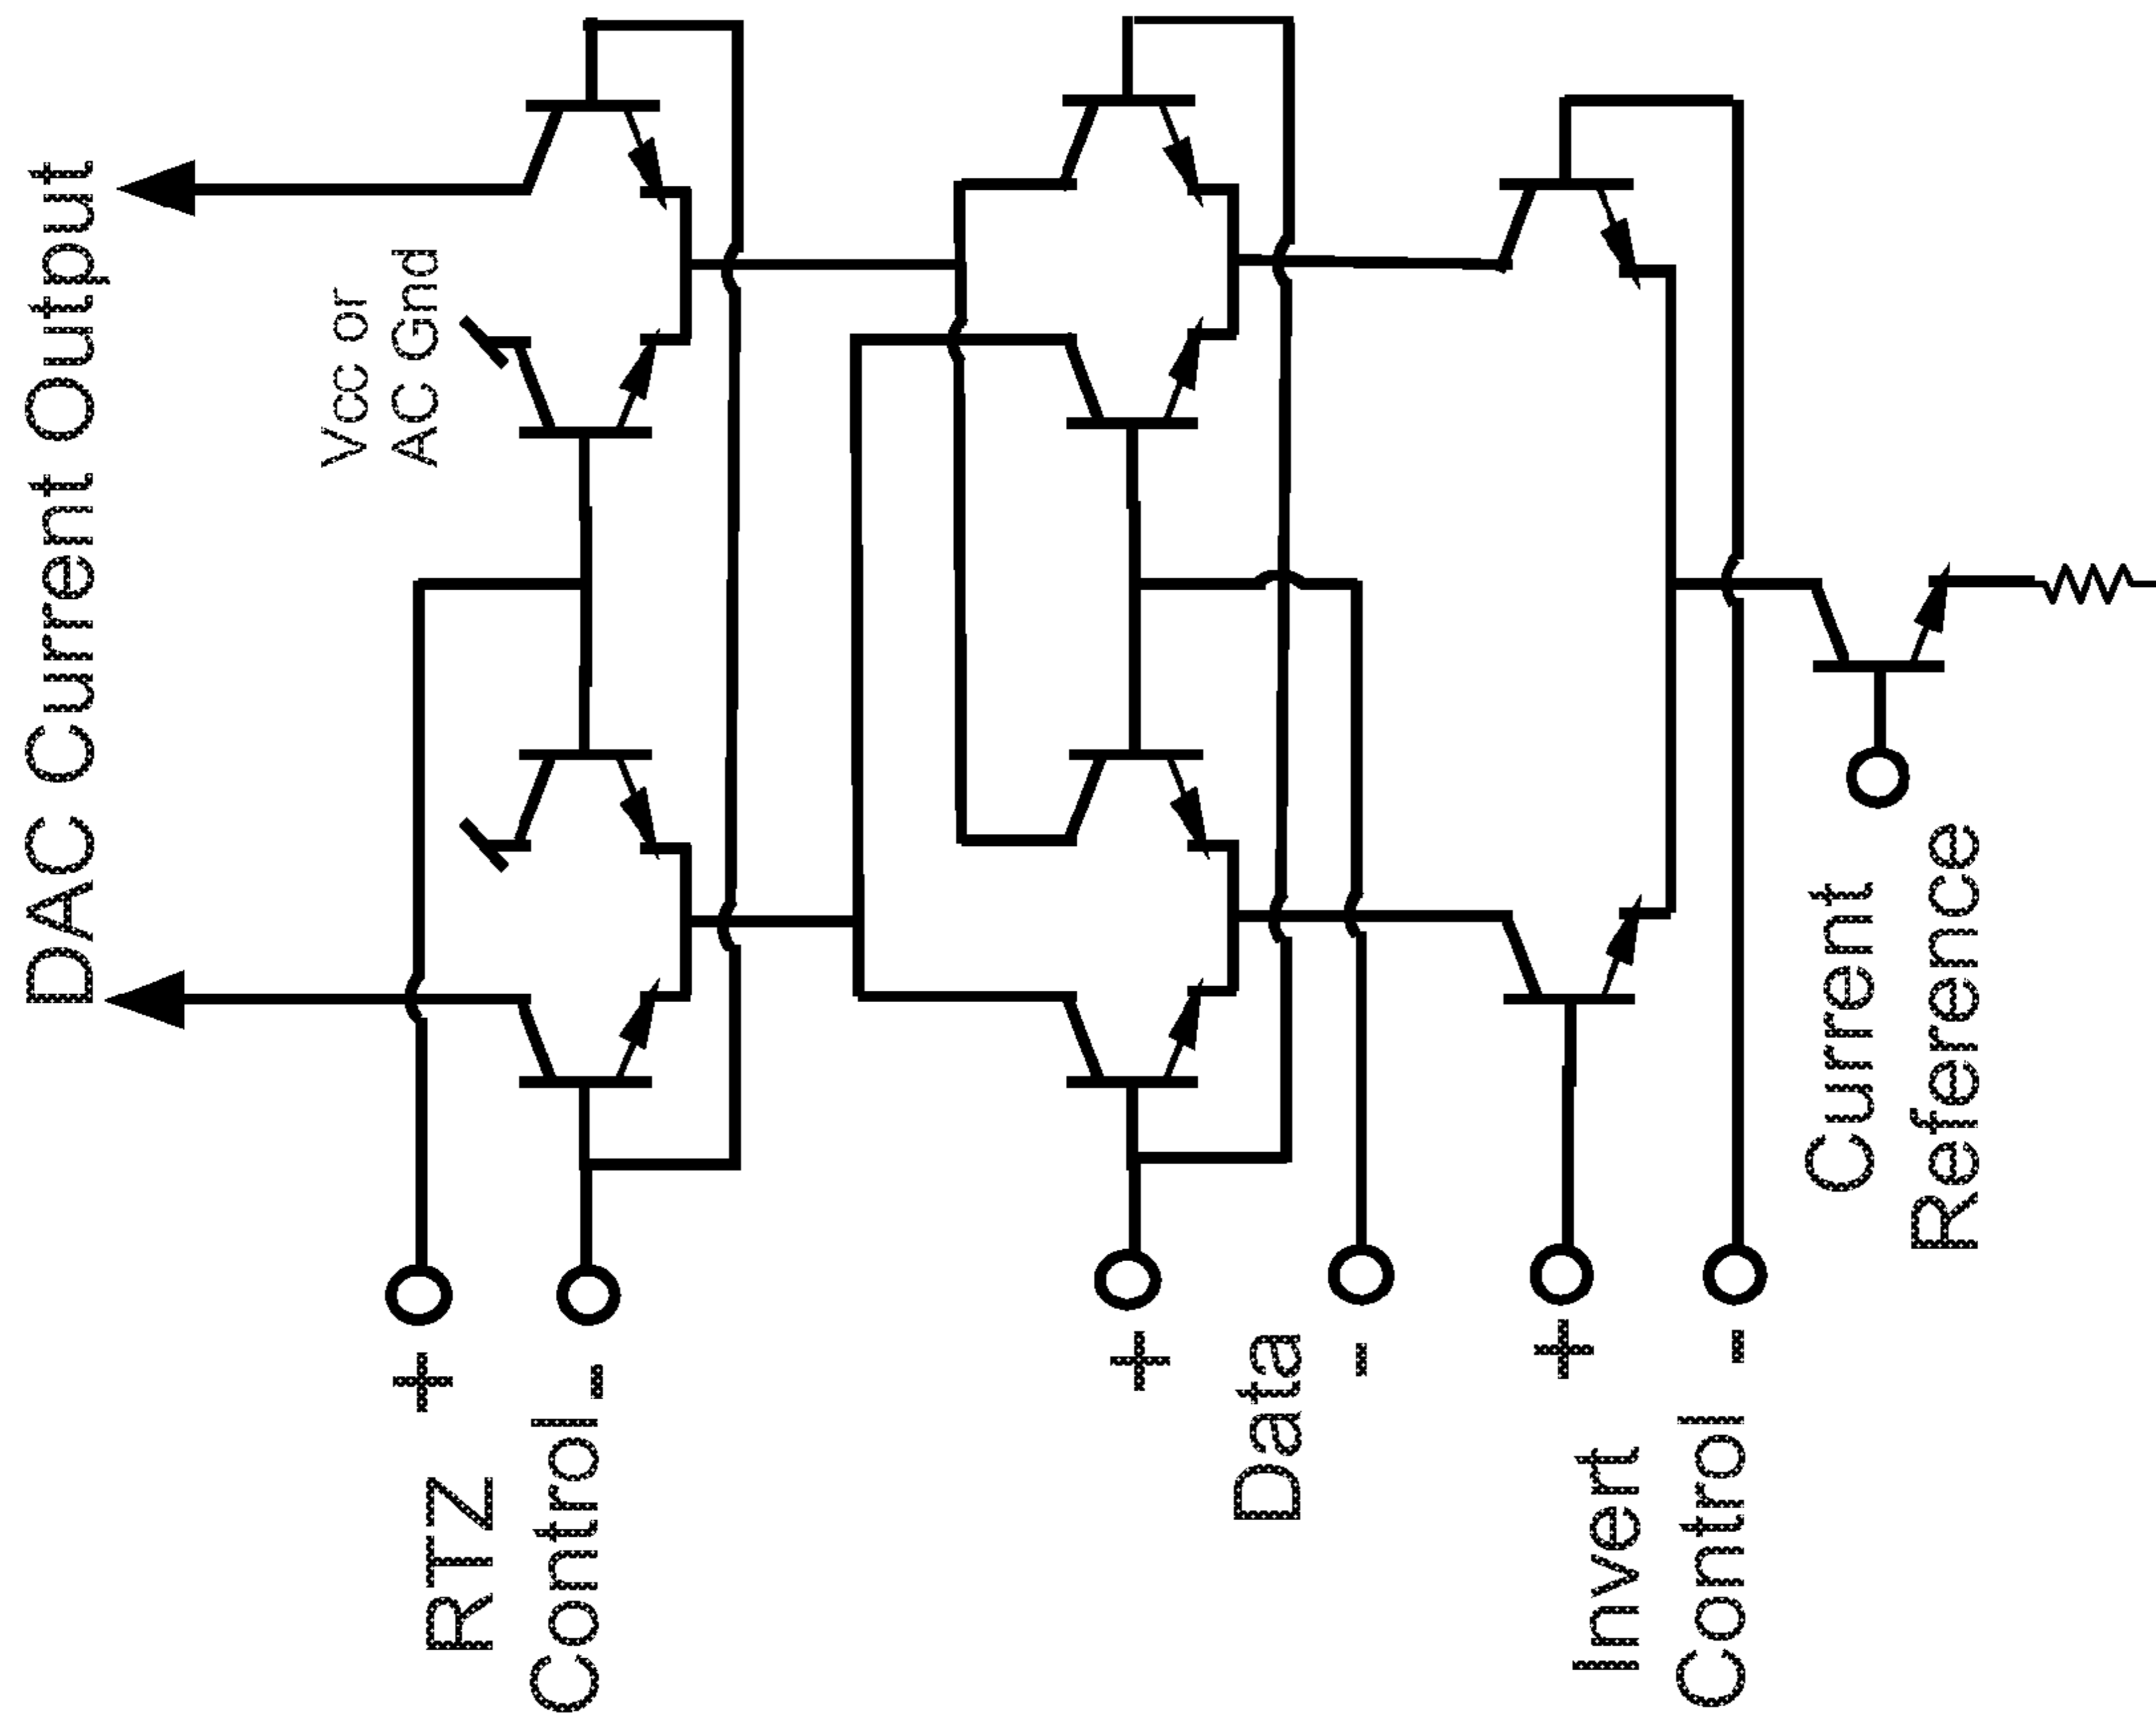 DAC Current Output
Vcc or
AC Gnd
+
RTZ
Control -
+
Data
-
+
Invert
Control -
Current
Reference